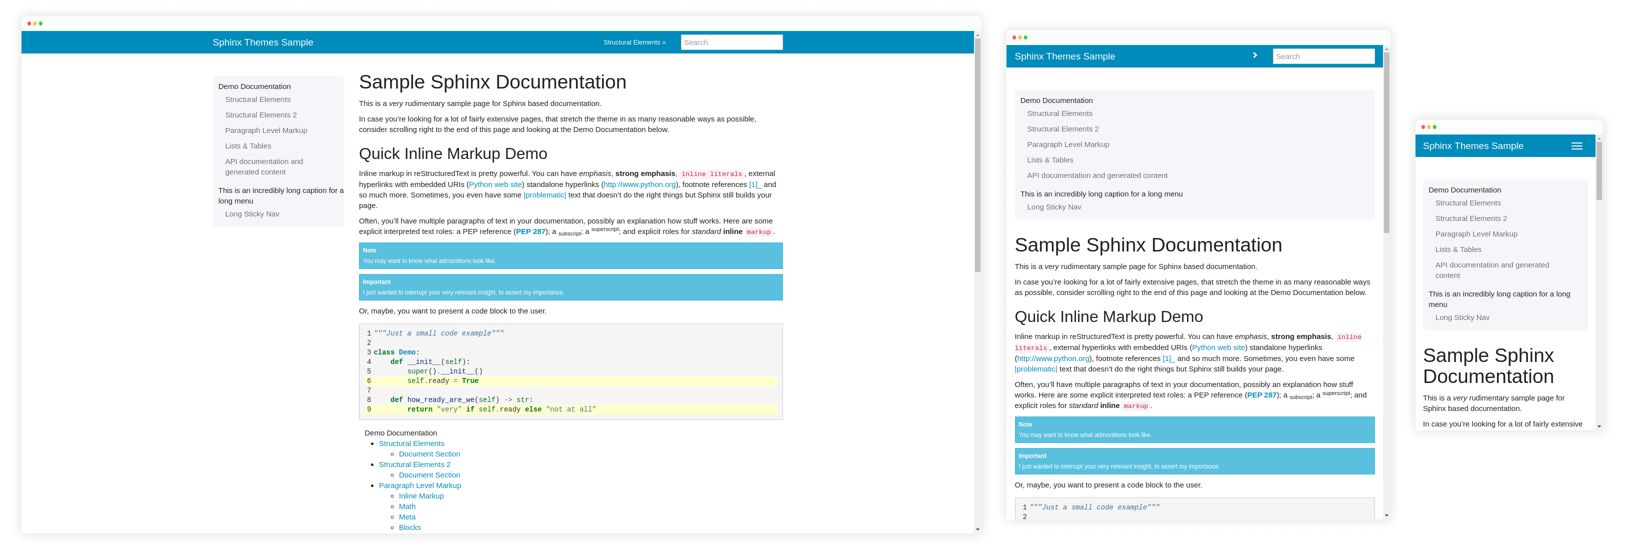 Sphinx Themes Sample
Structural Elements »
Search
Demo Documentation
Structural Elements
Structural Elements 2
Paragraph Level Markup
Lists & Tables
API documentation and
generated content
This is an incredibly long caption for a
long menu
Long Sticky Nav
Sample Sphinx Documentation
This is a very rudimentary sample page for Sphinx based documentation.
In case you’re looking for a lot of fairly extensive pages, that stretch the theme in as many reasonable ways as possible,
consider scrolling right to the end of this page and looking at the Demo Documentation below.
Quick Inline Markup Demo
Inline markup in reStructuredText is pretty powerful. You can have emphasis, strong emphasis, inline literals, external
hyperlinks with embedded URIs (Python web site) standalone hyperlinks (http://www.python.org), footnote references [1]_ and
so much more. Sometimes, you even have some |problematic| text that doesn’t do the right things but Sphinx still builds your
page.
Often, you’ll have multiple paragraphs of text in your documentation, possibly an explanation how stuff works. Here are some
explicit interpreted text roles: a PEP reference (PEP 287); a subscript; a superscript; and explicit roles for standard inline markup.
Note
You may want to know what admonitions look like.
Important
I just wanted to interrupt your very relevant insight, to assert my importance.
Or, maybe, you want to present a code block to the user.
1 """Just a small code example"""
2
3 class Demo:
4     def __init__(self):
5         super().__init__()
6         self.ready = True
7
8     def how_ready_are_we(self) -> str:
9         return "very" if self.ready else "not at all"
Demo Documentation
• Structural Elements
◦ Document Section
• Structural Elements 2
◦ Document Section
• Paragraph Level Markup
◦ Inline Markup
◦ Math
◦ Meta
◦ Blocks
Sphinx Themes Sample
Search
Demo Documentation
Structural Elements
Structural Elements 2
Paragraph Level Markup
Lists & Tables
API documentation and generated content
This is an incredibly long caption for a long menu
Long Sticky Nav
Sample Sphinx Documentation
This is a very rudimentary sample page for Sphinx based documentation.
In case you’re looking for a lot of fairly extensive pages, that stretch the theme in as many reasonable ways
as possible, consider scrolling right to the end of this page and looking at the Demo Documentation below.
Quick Inline Markup Demo
Inline markup in reStructuredText is pretty powerful. You can have emphasis, strong emphasis, inline
literals, external hyperlinks with embedded URIs (Python web site) standalone hyperlinks
(http://www.python.org), footnote references [1]_ and so much more. Sometimes, you even have some
|problematic| text that doesn’t do the right things but Sphinx still builds your page.
Often, you’ll have multiple paragraphs of text in your documentation, possibly an explanation how stuff
works. Here are some explicit interpreted text roles: a PEP reference (PEP 287); a subscript; a superscript; and
explicit roles for standard inline markup.
Note
You may want to know what admonitions look like.
Important
I just wanted to interrupt your very relevant insight, to assert my importance.
Or, maybe, you want to present a code block to the user.
1 """Just a small code example"""
2
Sphinx Themes Sample
Demo Documentation
Structural Elements
Structural Elements 2
Paragraph Level Markup
Lists & Tables
API documentation and generated
content
This is an incredibly long caption for a long
menu
Long Sticky Nav
Sample Sphinx
Documentation
This is a very rudimentary sample page for
Sphinx based documentation.
In case you’re looking for a lot of fairly extensive